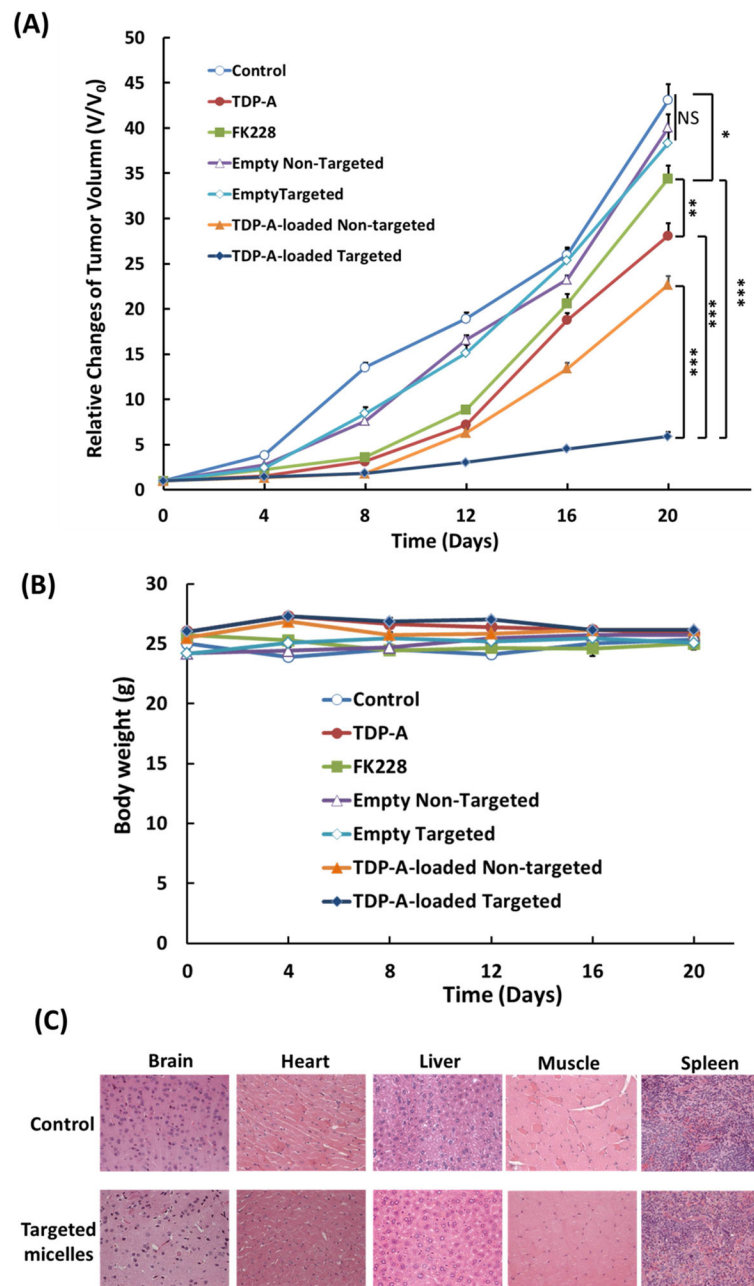 (A)
Relative Changes of Tumor Volumn (V/V₀)
50
45
40
35
30
25
20
15
10
5
0
Control
TDP-A
FK228
Empty Non-Targeted
EmptyTargeted
TDP-A-loaded Non-targeted
TDP-A-loaded Targeted
NS
*
**
***
***
***
0 4 8 12 16 20
Time (Days)
(B)
Body weight (g)
30
25
20
15
10
5
0
Control
TDP-A
FK228
Empty Non-Targeted
Empty Targeted
TDP-A-loaded Non-targeted
TDP-A-loaded Targeted
0 4 8 12 16 20
Time (Days)
(C)
Brain Heart Liver Muscle Spleen
Control
Targeted
micelles